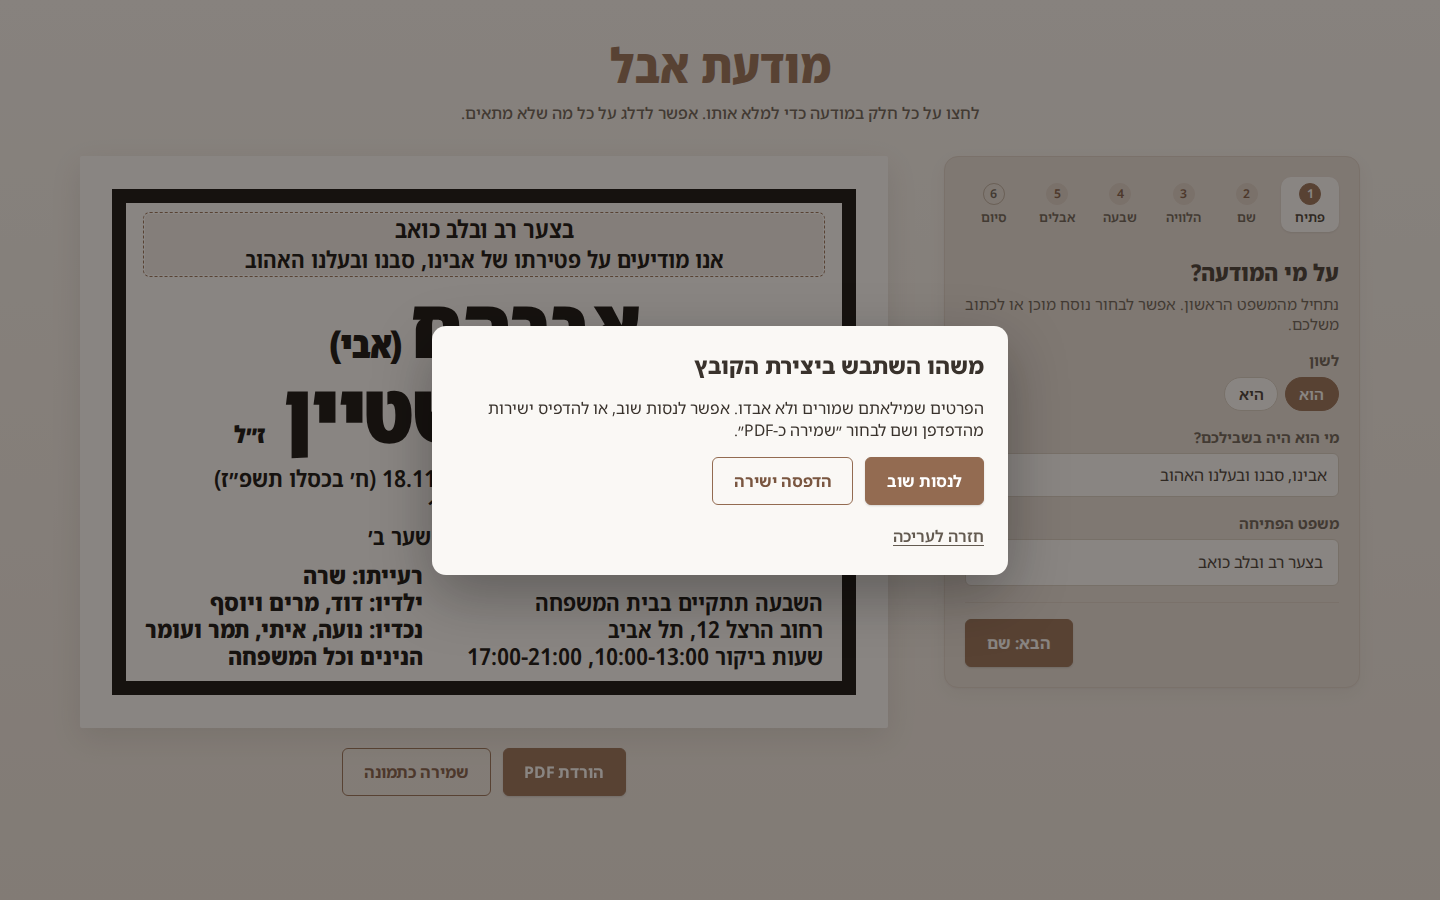 מודעת אבל
לחצו על כל חלק במודעה כדי למלא אותו. אפשר לדלג על כל מה שלא מתאים.
1 2 3 4 5 6
פתיח שם הלוויה שבעה אבלים סיום
על מי המודעה?
נתחיל מהמשפט הראשון. אפשר לבחור נוסח מוכן או לכתוב
משלכם.
לשון
הוא היא
מי הוא היה בשבילכם?
אבינו, סבנו ובעלנו האהוב
משפט הפתיחה
בצער רב ובלב כואב
הבא: שם
בצער רב ובלב כואב
אנו מודיעים על פטירתו של אבינו, סבנו ובעלנו האהוב
(אבי)
ז״ל
18.11 (ח׳ בכסלו תשפ״ז)
שער ב׳
השבעה תתקיים בבית המשפחה
רחוב הרצל 12, תל אביב
שעות ביקור 10:00-13:00, 17:00-21:00
רעייתו: שרה
ילדיו: דוד, מרים ויוסף
נכדיו: נועה, איתי, תמר ועומר
הנינים וכל המשפחה
הורדת PDF שמירה כתמונה
משהו השתבש ביצירת הקובץ
הפרטים שמילאתם שמורים ולא אבדו. אפשר לנסות שוב, או להדפיס ישירות
מהדפדפן ושם לבחור ״שמירה כ-PDF״.
לנסות שוב הדפסה ישירה
חזרה לעריכה